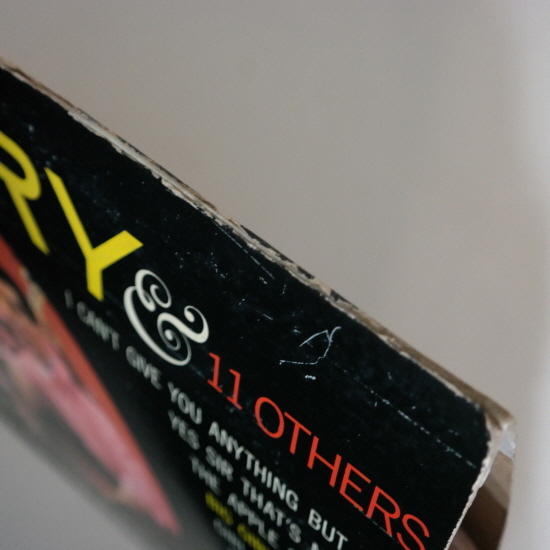 RY & 11 OTHERS
I CAN'T GIVE YOU ANYTHING BUT
YES SIR THAT'S
THE APPLE